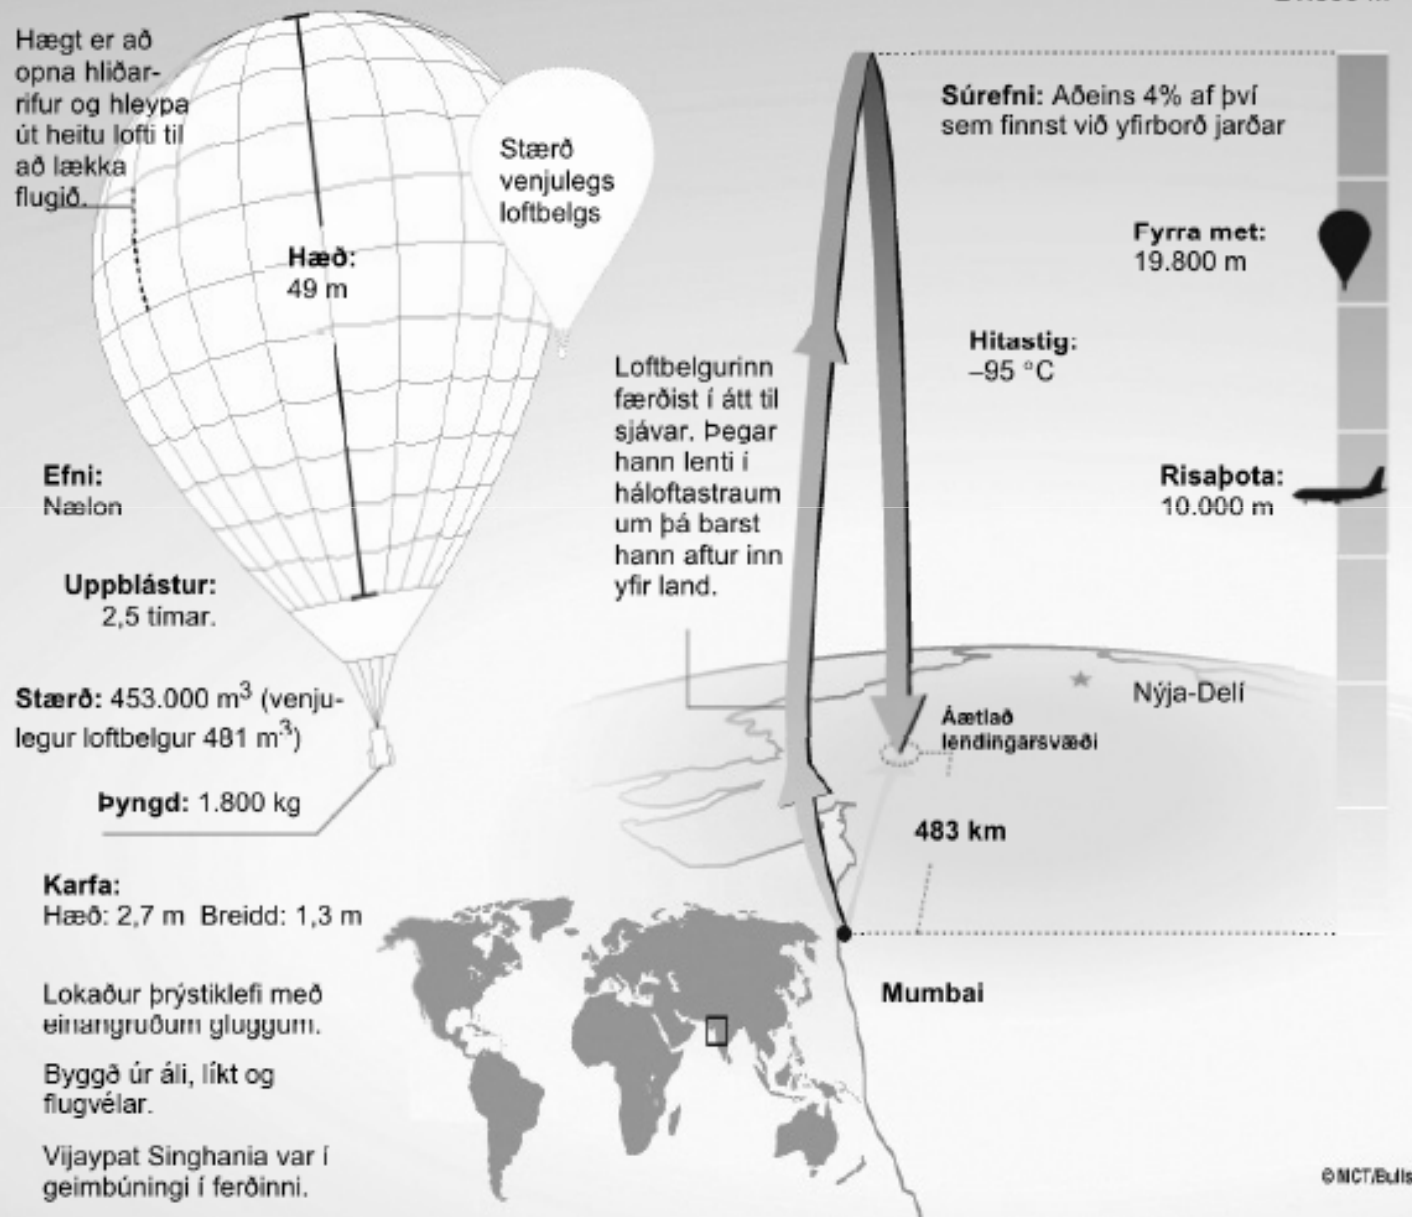 Hægt er að
opna hliðar-
rifur og hleypa
út heitu lofti til
að lækka
flugið.
Stærð
venjulegs
loftbelgs
Hæð:
49 m
Efni:
Nælon
Uppblástur:
2,5 tímar.
Stærð: 453.000 m³ (venju-
legur loftbelgur 481 m³)
Þyngd: 1.800 kg
Karfa:
Hæð: 2,7 m Breidd: 1,3 m
Lokaður þrýstiklefi með
einangruðum gluggum.
Byggð úr áli, líkt og
flugvélar.
Vijaypat Singhania var í
geimbúningi í ferðinni.
Loftbelgurinn
færðist í átt til
sjávar. Þegar
hann lenti í
háloftastraum
um þá barst
hann aftur inn
yfir land.
Súrefni: Aðeins 4% af því
sem finnst við yfirborð jarðar
Fyrra met:
19.800 m
Hitastig:
–95 °C
Risaþota:
10.000 m
Nýja-Delí
Áætlað
lendingarsvæði
483 km
Mumbai
© MCT/Bulls